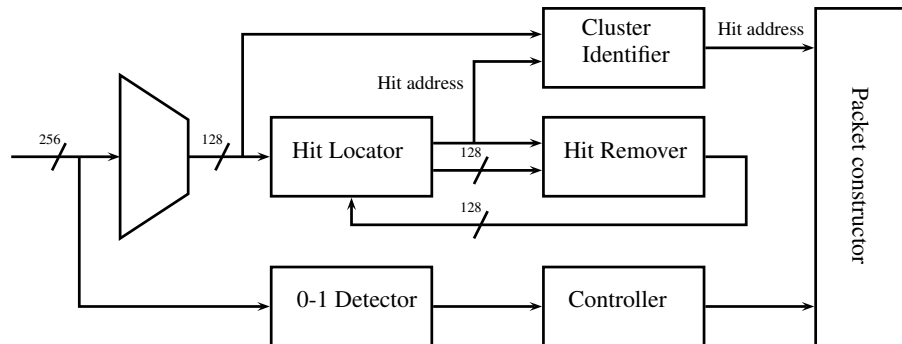 Cluster
Identifier
Hit address
Hit address
256
128
Hit Locator
128
Hit Remover
128
Packet constructor
0-1 Detector
Controller